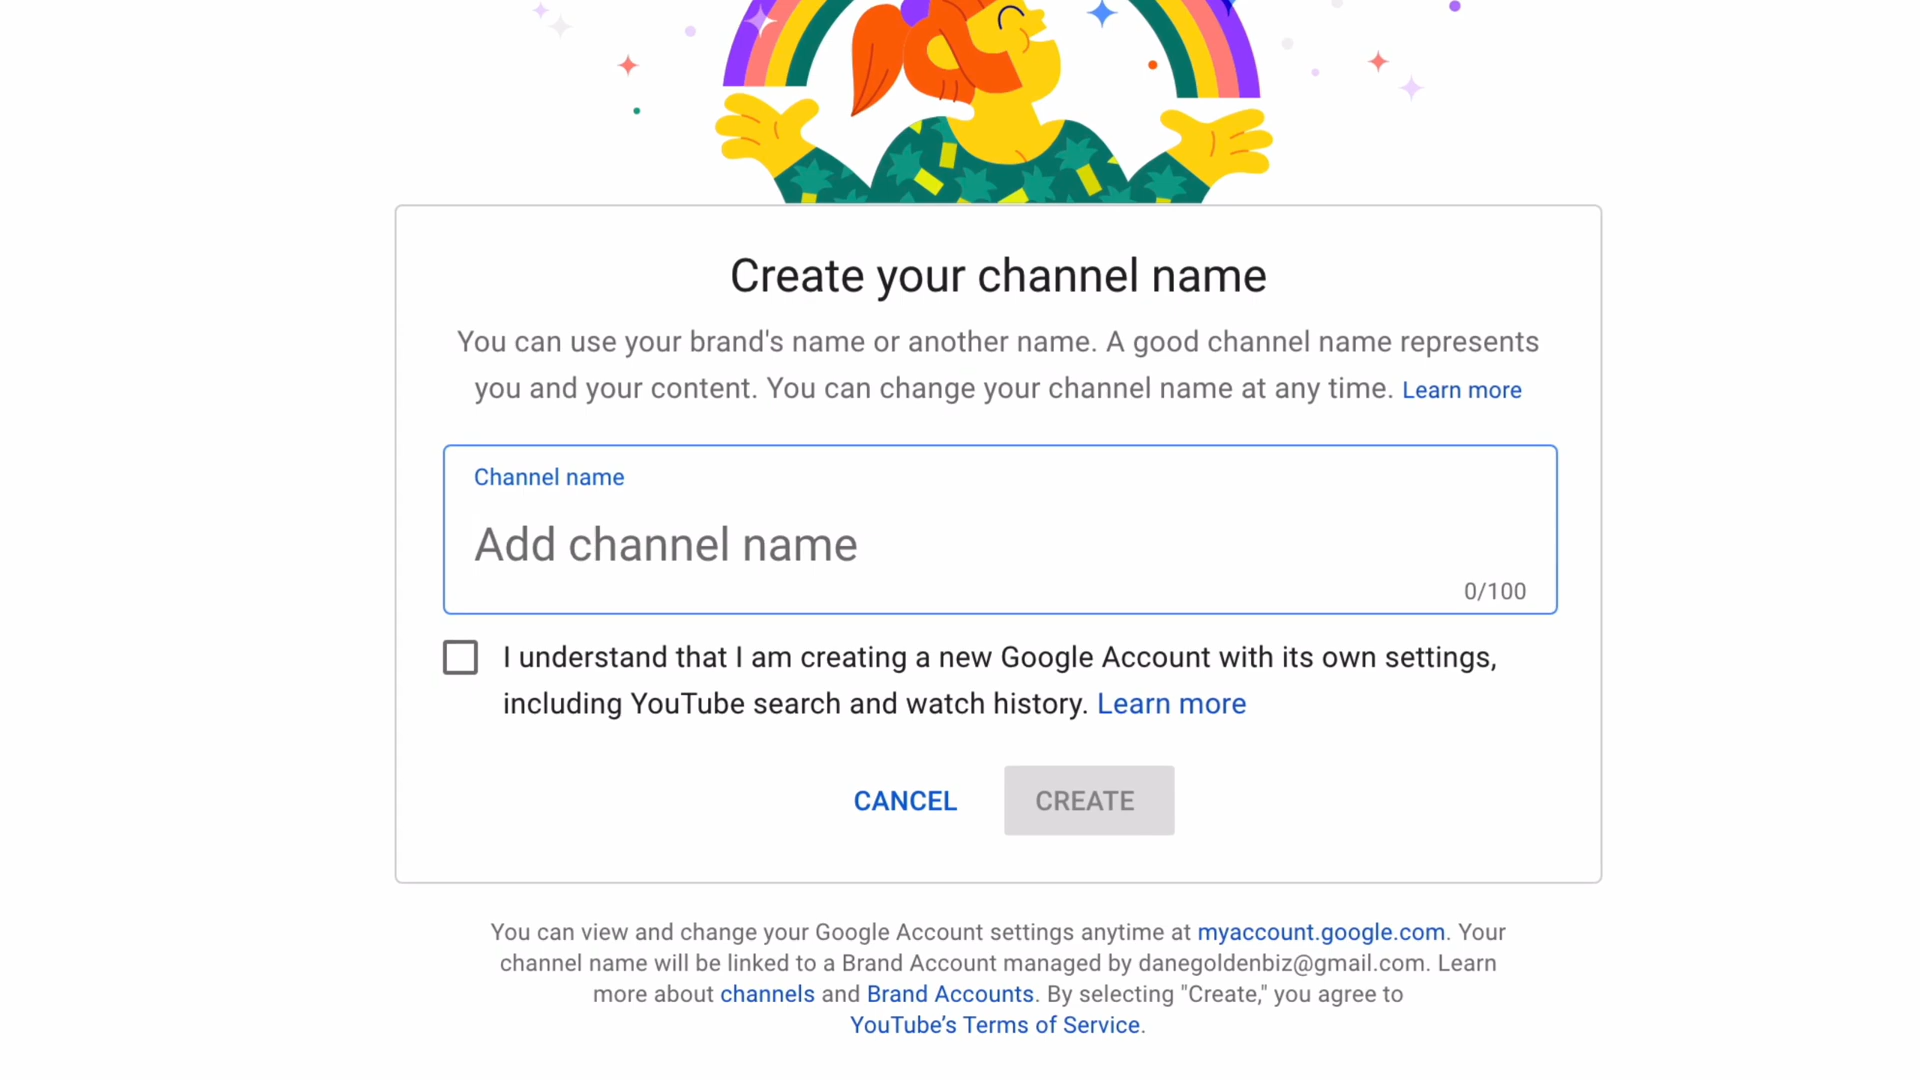 Create your channel name
You can use your brand's name or another name. A good channel name represents
you and your content. You can change your channel name at any time. Learn more
Channel name
Add channel name
0/100
I understand that I am creating a new Google Account with its own settings,
including YouTube search and watch history. Learn more
CANCEL CREATE
You can view and change your Google Account settings anytime at myaccount.google.com. Your
channel name will be linked to a Brand Account managed by danegoldenbiz@gmail.com. Learn
more about channels and Brand Accounts. By selecting "Create," you agree to
YouTube’s Terms of Service.